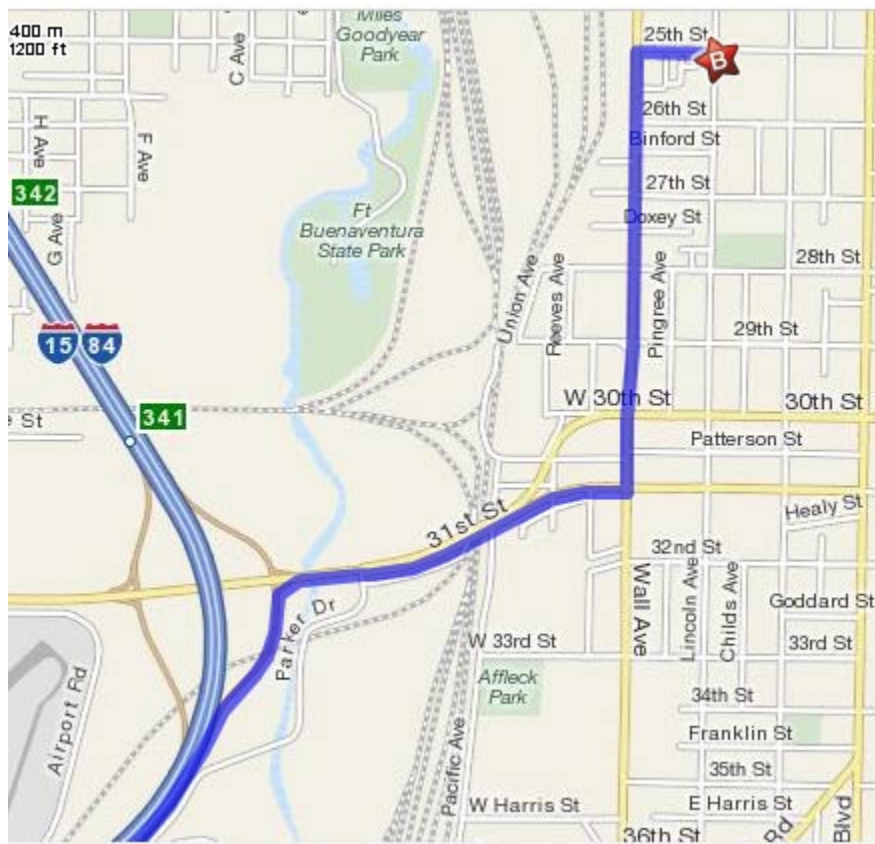 400 m
1200 ft
Miles
Goodyear
Park
C Ave
25th St
B
26th St
Binford St
H Ave
F Ave
27th St
342
Doxey St
G Ave
Ft
Buenaventura
State Park
28th St
Union Ave
Reeves Ave
Pingree Ave
29th St
15
84
W 30th St
30th St
341
e St
Patterson St
31st St
Healy St
32nd St
Wall Ave
Lincoln Ave
Childs Ave
Goddard St
Parker Dr
W 33rd St
33rd St
Affleck
Park
34th St
Airport Rd
Franklin St
Pacific Ave
35th St
W Harris St
E Harris St
Rd
Blvd
36th St